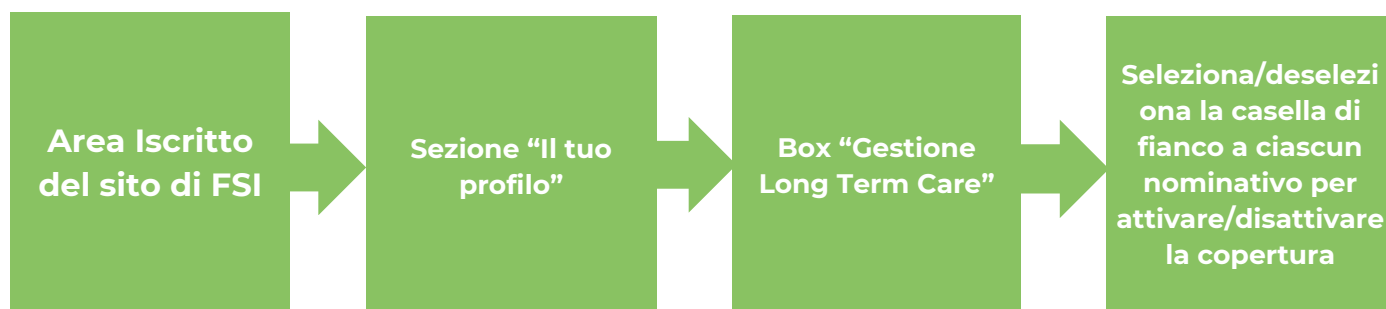 Area Iscritto
del sito di FSI
Sezione “Il tuo
profilo”
Box “Gestione
Long Term Care”
Seleziona/deselezi
ona la casella di
fianco a ciascun
nominativo per
attivare/disattivare
la copertura